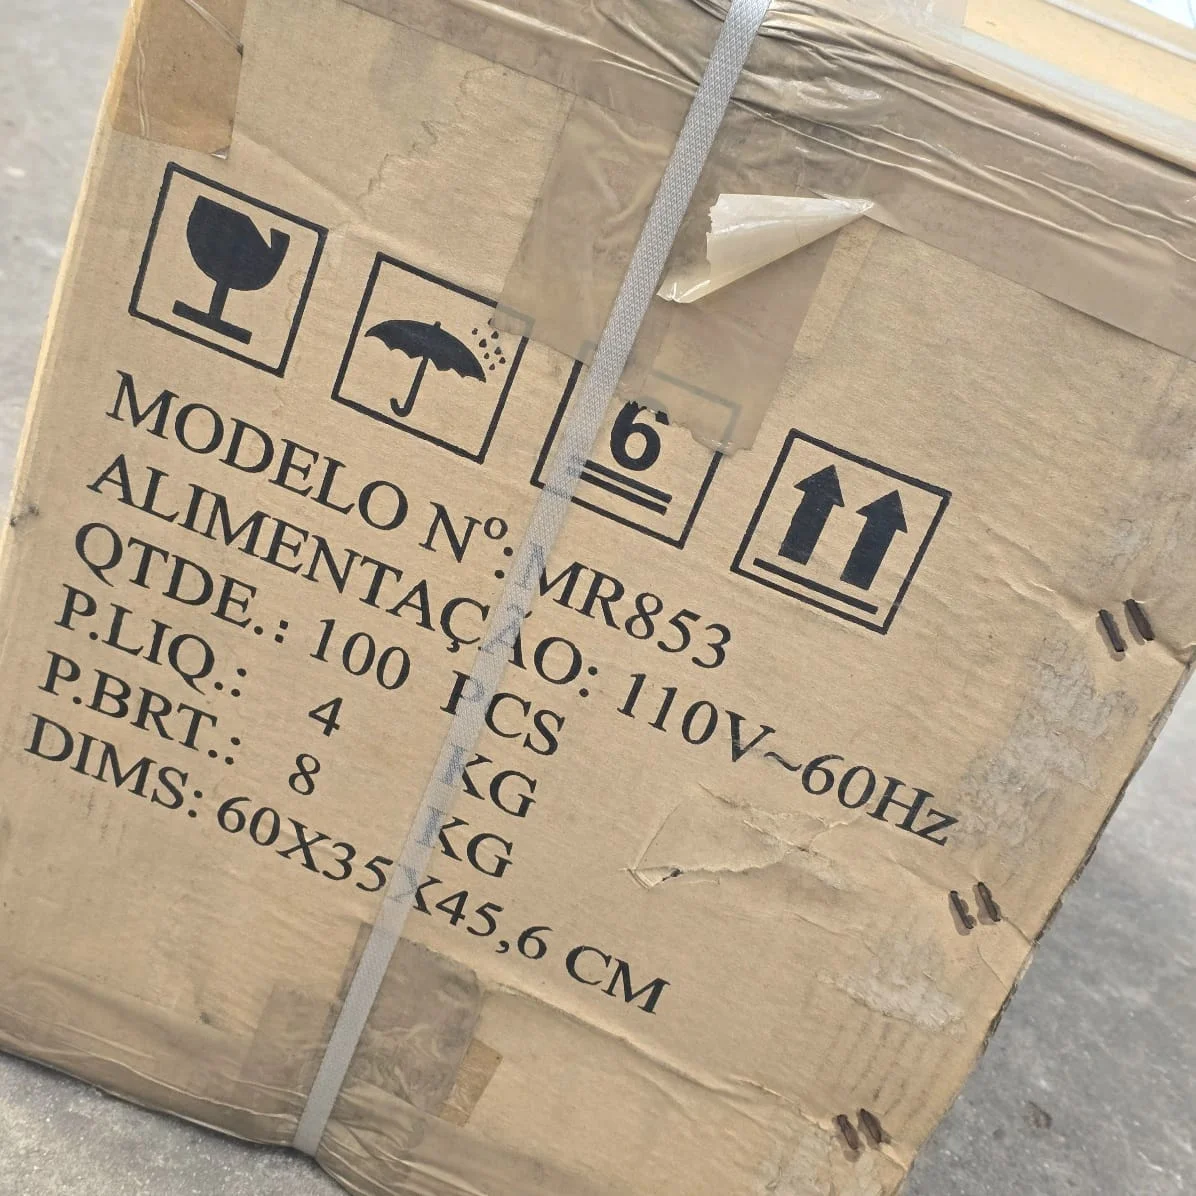 6
MODELO Nº: MR853
ALIMENTAÇÃO: 110V~60Hz
QTDE.: 100 PCS
P.LIQ.: 4 KG
P.BRT.: 8 KG
DIMS: 60X35X45,6 CM